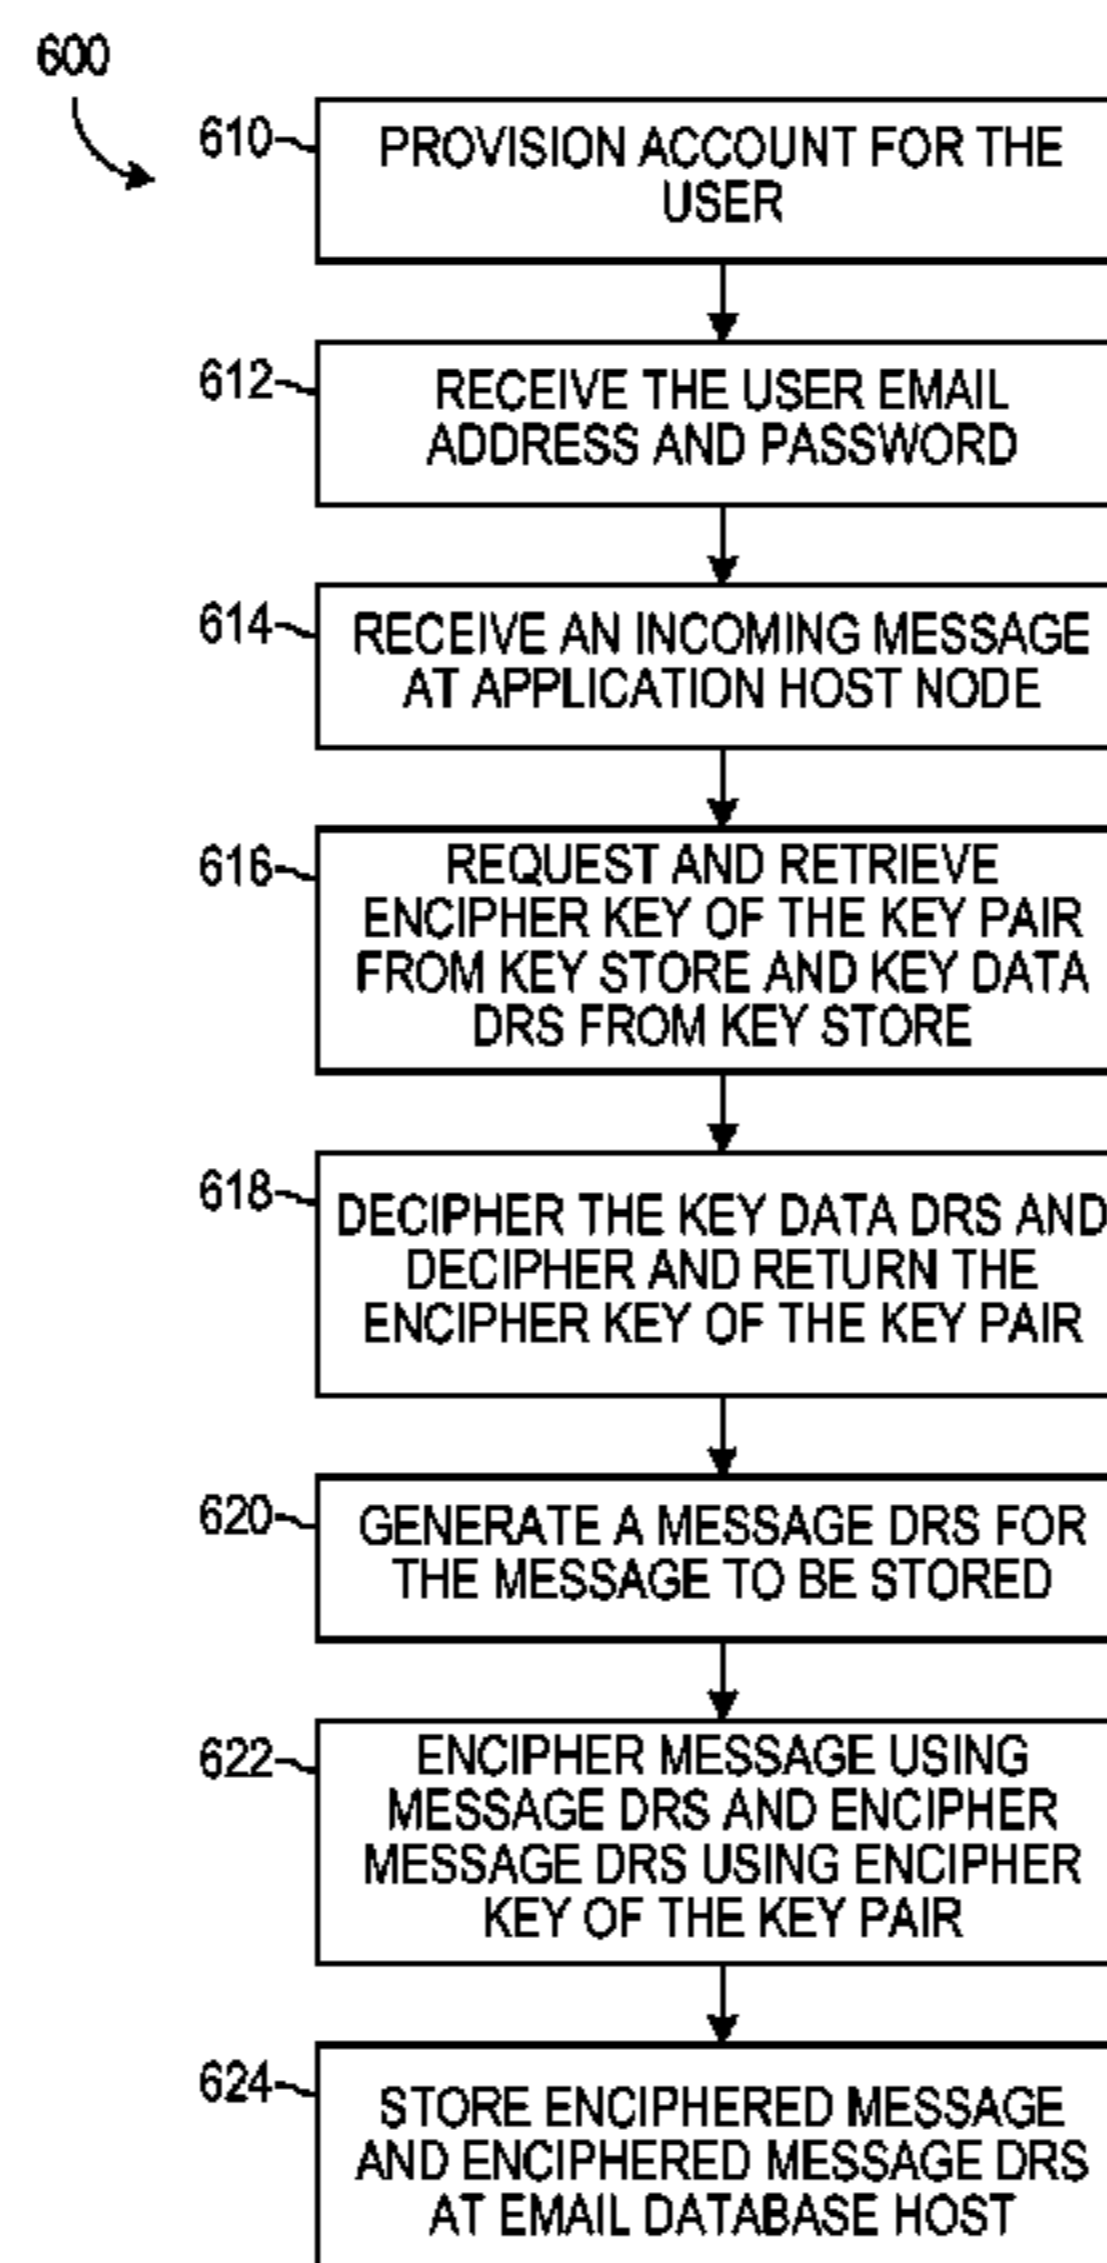 600
610
PROVISION ACCOUNT FOR THE
USER
612
RECEIVE THE USER EMAIL
ADDRESS AND PASSWORD
614
RECEIVE AN INCOMING MESSAGE
AT APPLICATION HOST NODE
616
REQUEST AND RETRIEVE
ENCIPHER KEY OF THE KEY PAIR
FROM KEY STORE AND KEY DATA
DRS FROM KEY STORE
618
DECIPHER THE KEY DATA DRS AND
DECIPHER AND RETURN THE
ENCIPHER KEY OF THE KEY PAIR
620
GENERATE A MESSAGE DRS FOR
THE MESSAGE TO BE STORED
622
ENCIPHER MESSAGE USING
MESSAGE DRS AND ENCIPHER
MESSAGE DRS USING ENCIPHER
KEY OF THE KEY PAIR
624
STORE ENCIPHERED MESSAGE
AND ENCIPHERED MESSAGE DRS
AT EMAIL DATABASE HOST